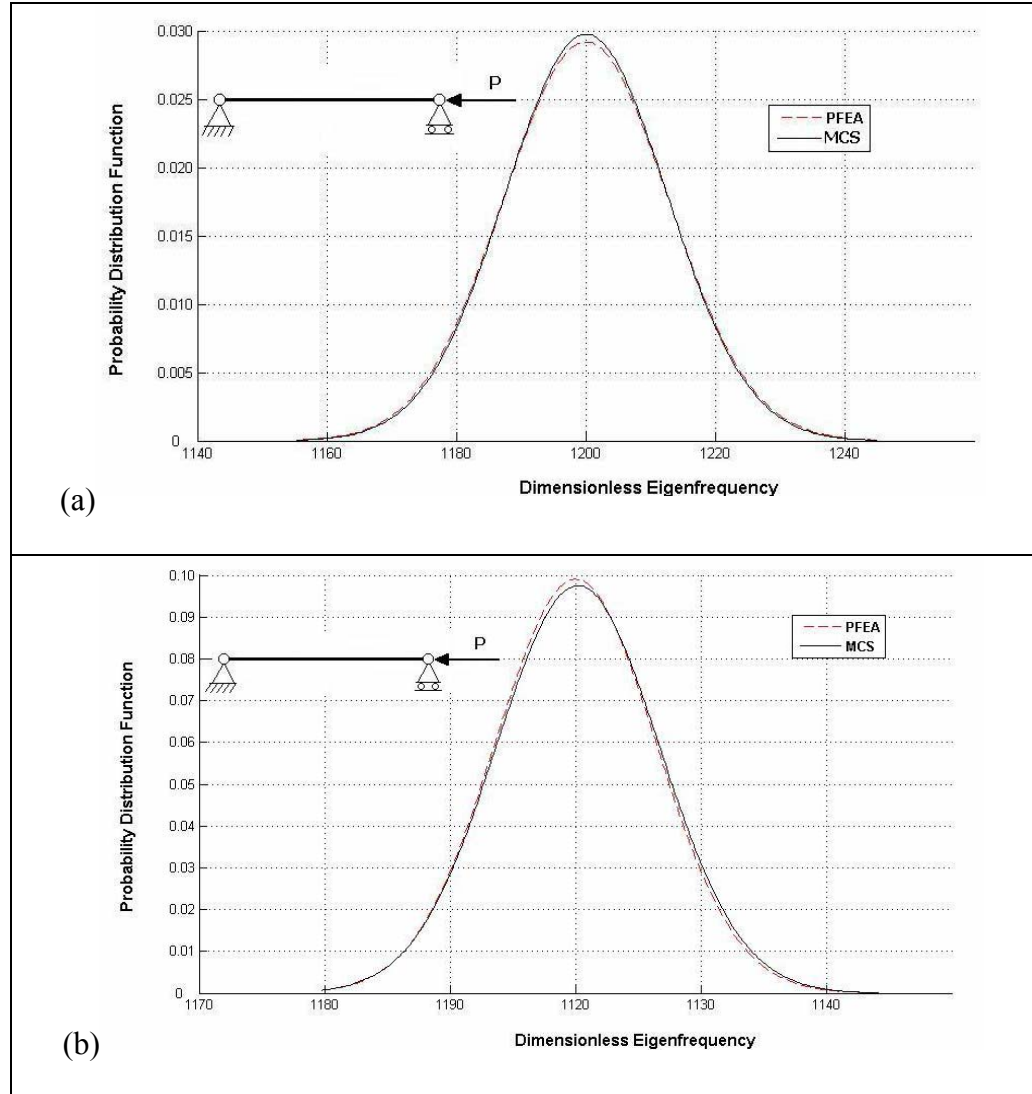 0.030
0.025
0.020
0.015
0.010
0.005
0
Probability Distribution Function
P
PFEA
MCS
1140
1160
1180
1200
1220
1240
Dimensionless Eigenfrequency
(a)
0.10
0.09
0.08
0.07
0.06
0.05
0.04
0.03
0.02
0.01
0
Probability Distribution Function
P
PFEA
MCS
1170
1180
1190
1120
1130
1140
Dimensionless Eigenfrequency
(b)